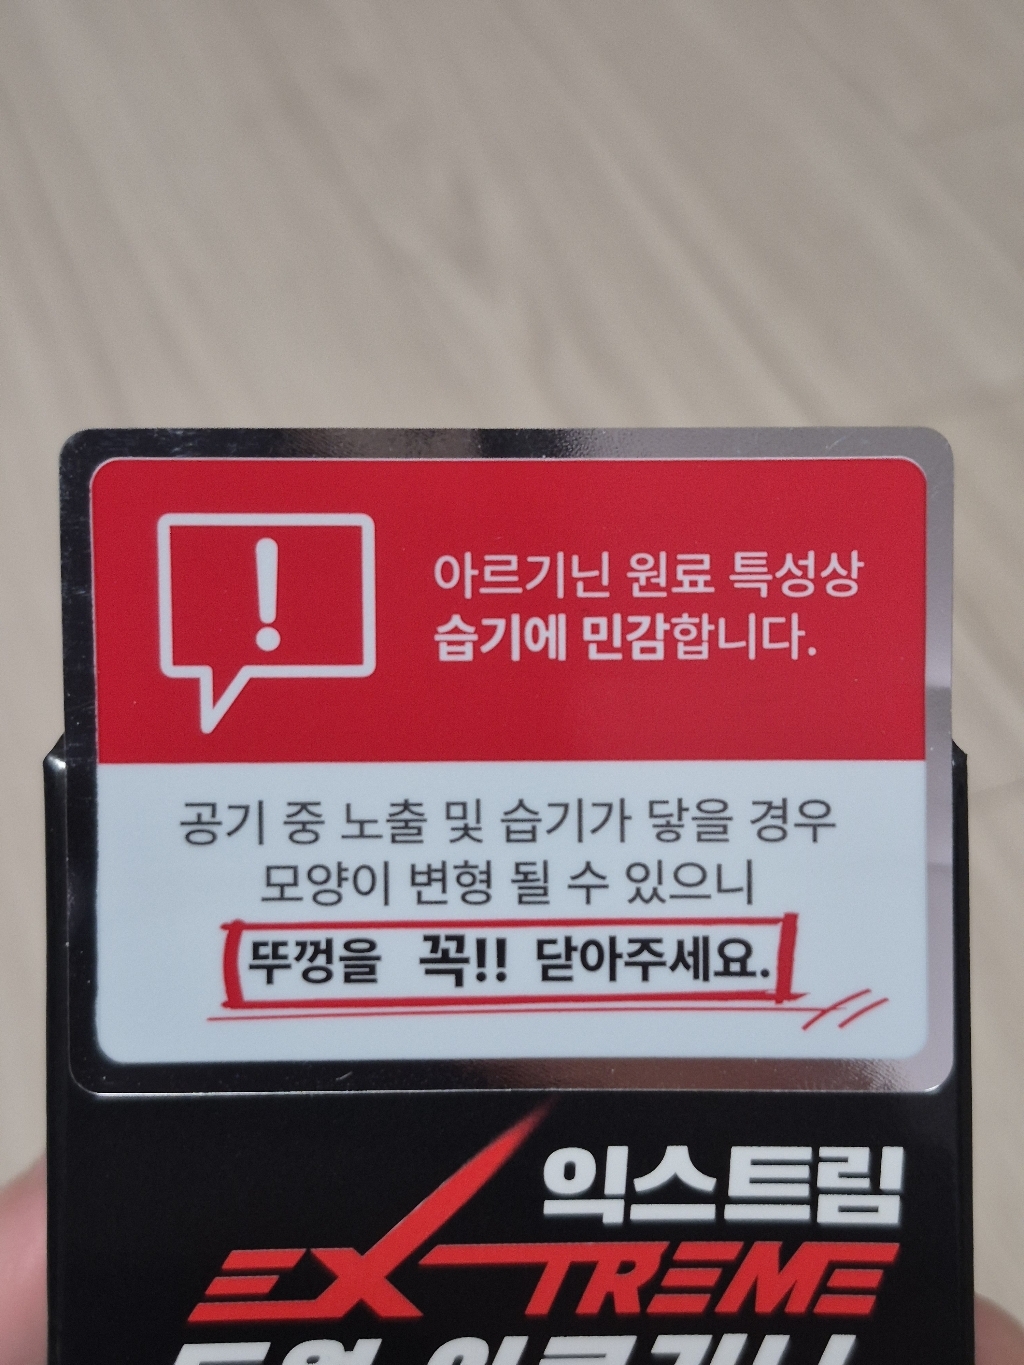 !
아르기닌 원료 특성상
습기에 민감합니다.
공기 중 노출 및 습기가 닿을 경우
모양이 변형 될 수 있으니
뚜껑을 꼭!! 닫아주세요.
익스트림
EXTREME